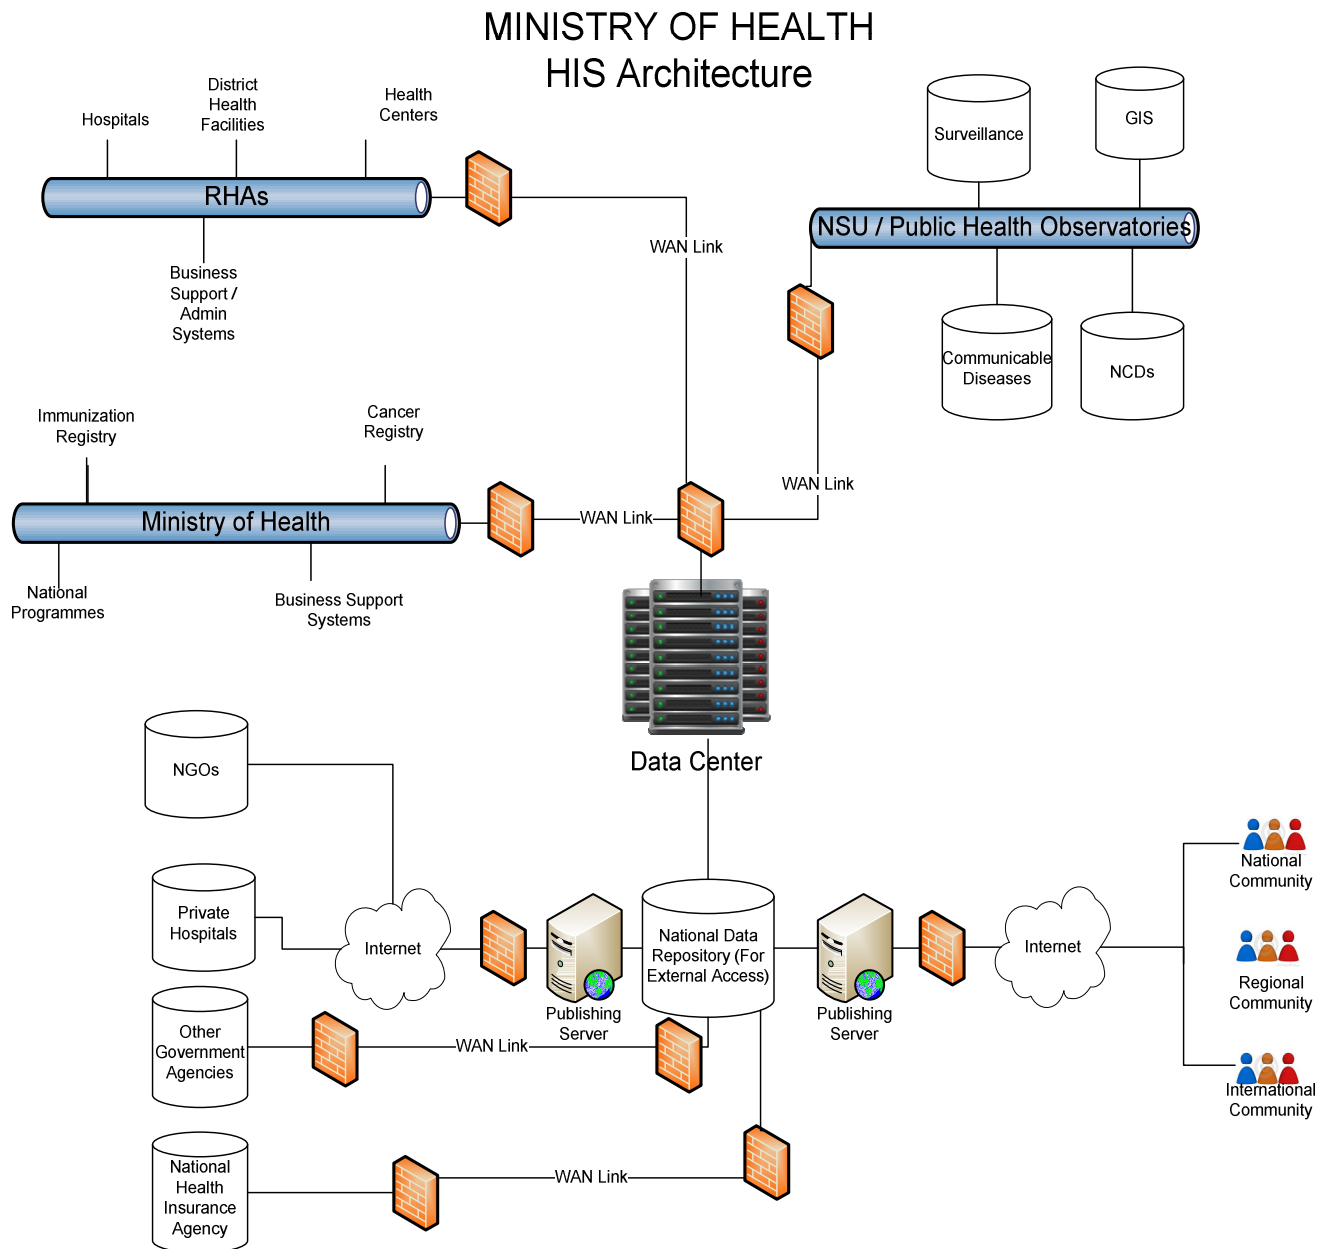 MINISTRY OF HEALTH
HIS Architecture
Hospitals
District
Health
Facilities
Health
Centers
RHAs
Business
Support /
Admin
Systems
WAN Link
Surveillance
GIS
NSU / Public Health Observatories
Communicable
Diseases
NCDs
WAN Link
Immunization
Registry
Cancer
Registry
Ministry of Health
National
Programmes
Business Support
Systems
WAN Link
Data Center
NGOs
Private
Hospitals
Internet
Publishing
Server
National Data
Repository (For
External Access)
Publishing
Server
Internet
National
Community
Regional
Community
International
Community
Other
Government
Agencies
WAN Link
National
Health
Insurance
Agency
WAN Link